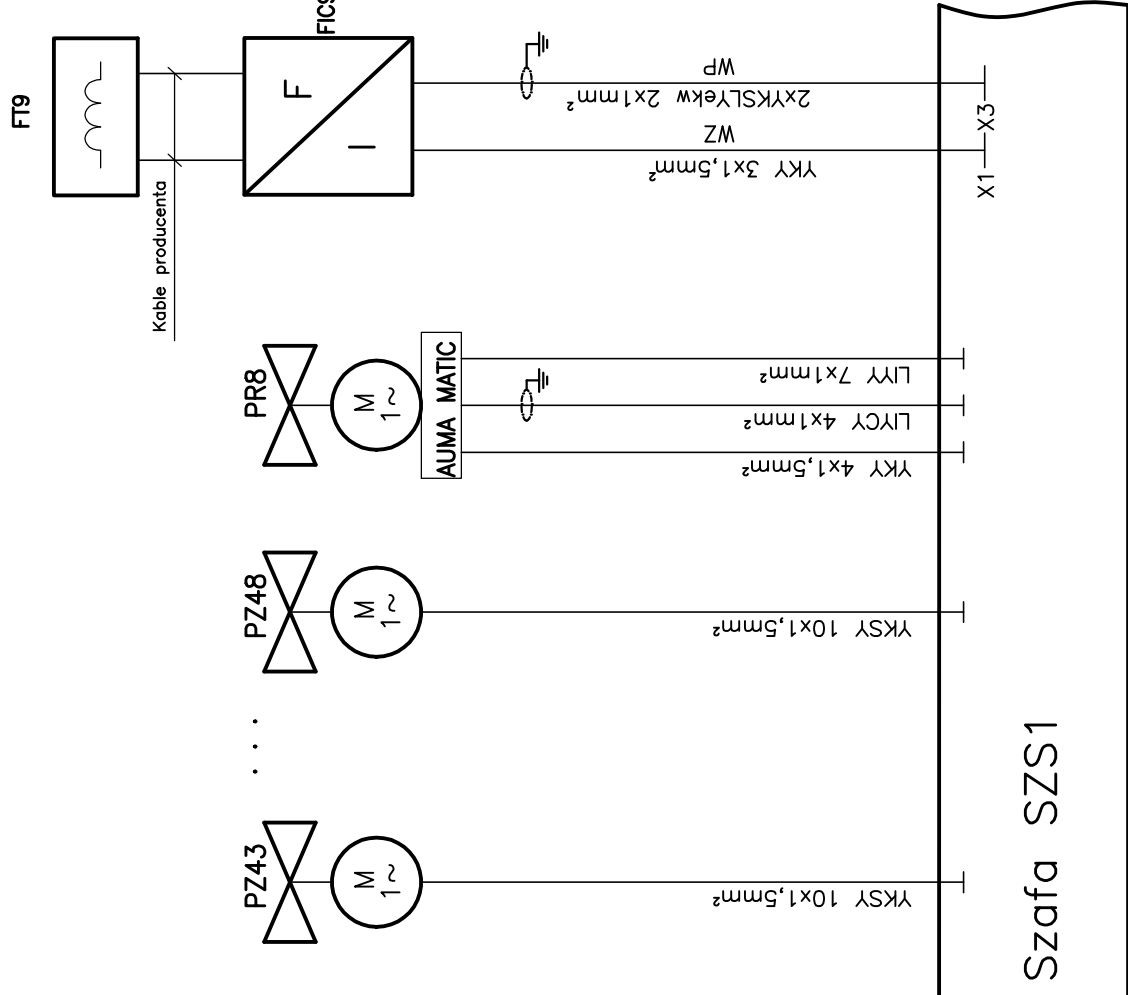 FT9
Kable producenta
F
I
2xYKSLYekw 2x1mm²
WP
YKY 3x1,5mm²
WZ
X3
X1
PR8
M
1~
AUMA MATIC
LIYY 7x1mm²
LIYCY 4x1mm²
YKY 4x1,5mm²
PZ48
M
1~
YKSY 10x1,5mm²
. . .
PZ43
M
1~
YKSY 10x1,5mm²
Szafa SZS1